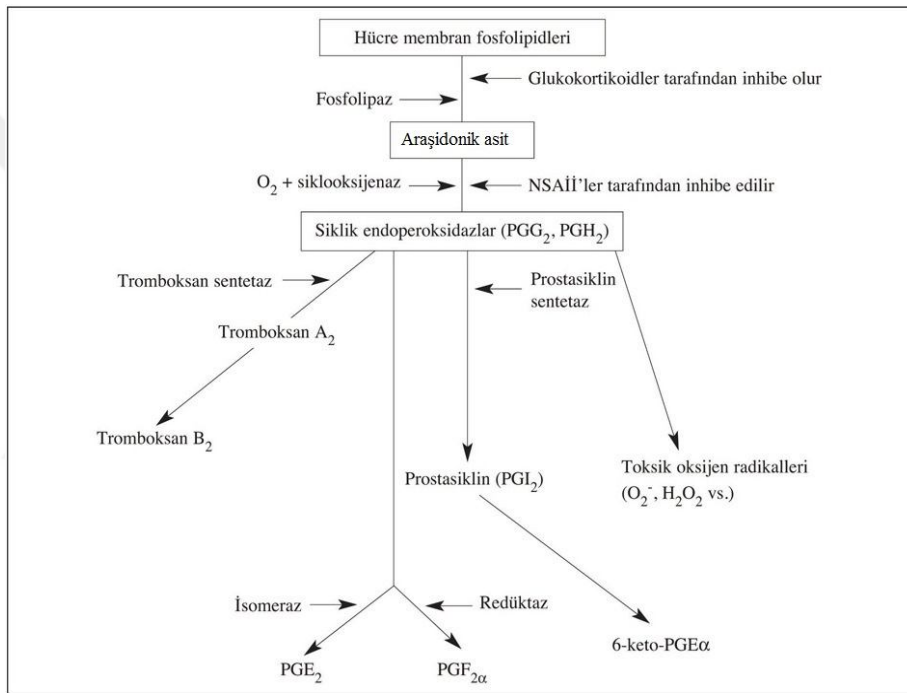 Hücre membran fosfolipidleri
Glukokortikoidler tarafından inhibe olur
Fosfolipaz
Araşidonik asit
O₂ + siklooksijenaz
NSAİİ'ler tarafından inhibe edilir
Siklik endoperoksidazlar (PGG₂, PGH₂)
Tromboksan sentetaz
Prostasiklin
sentetaz
Tromboksan A₂
Tromboksan B₂
Prostasiklin (PGI₂)
Toksik oksijen radikalleri
(O₂⁻, H₂O₂ vs.)
İsomeraz
Redüktaz
6-keto-PGEα
PGE₂
PGF₂α